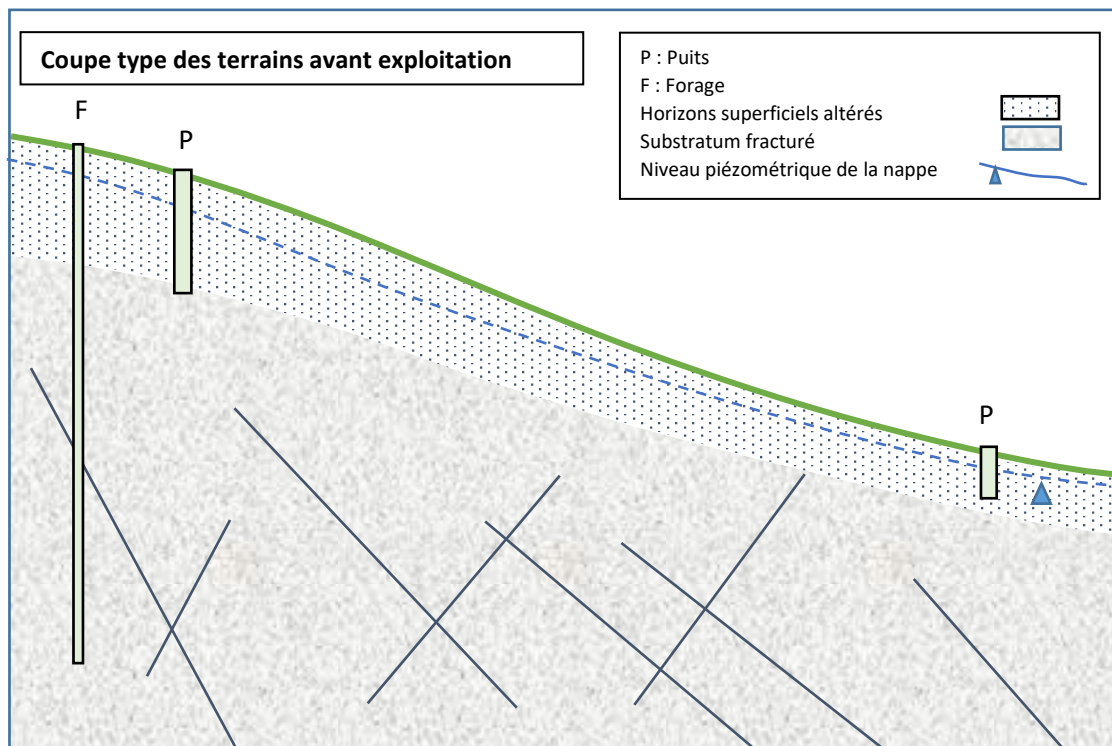 Coupe type des terrains avant exploitation
P : Puits
F : Forage
Horizons superficiels altérés
Substratum fracturé
Niveau piézométrique de la nappe
F
P
P